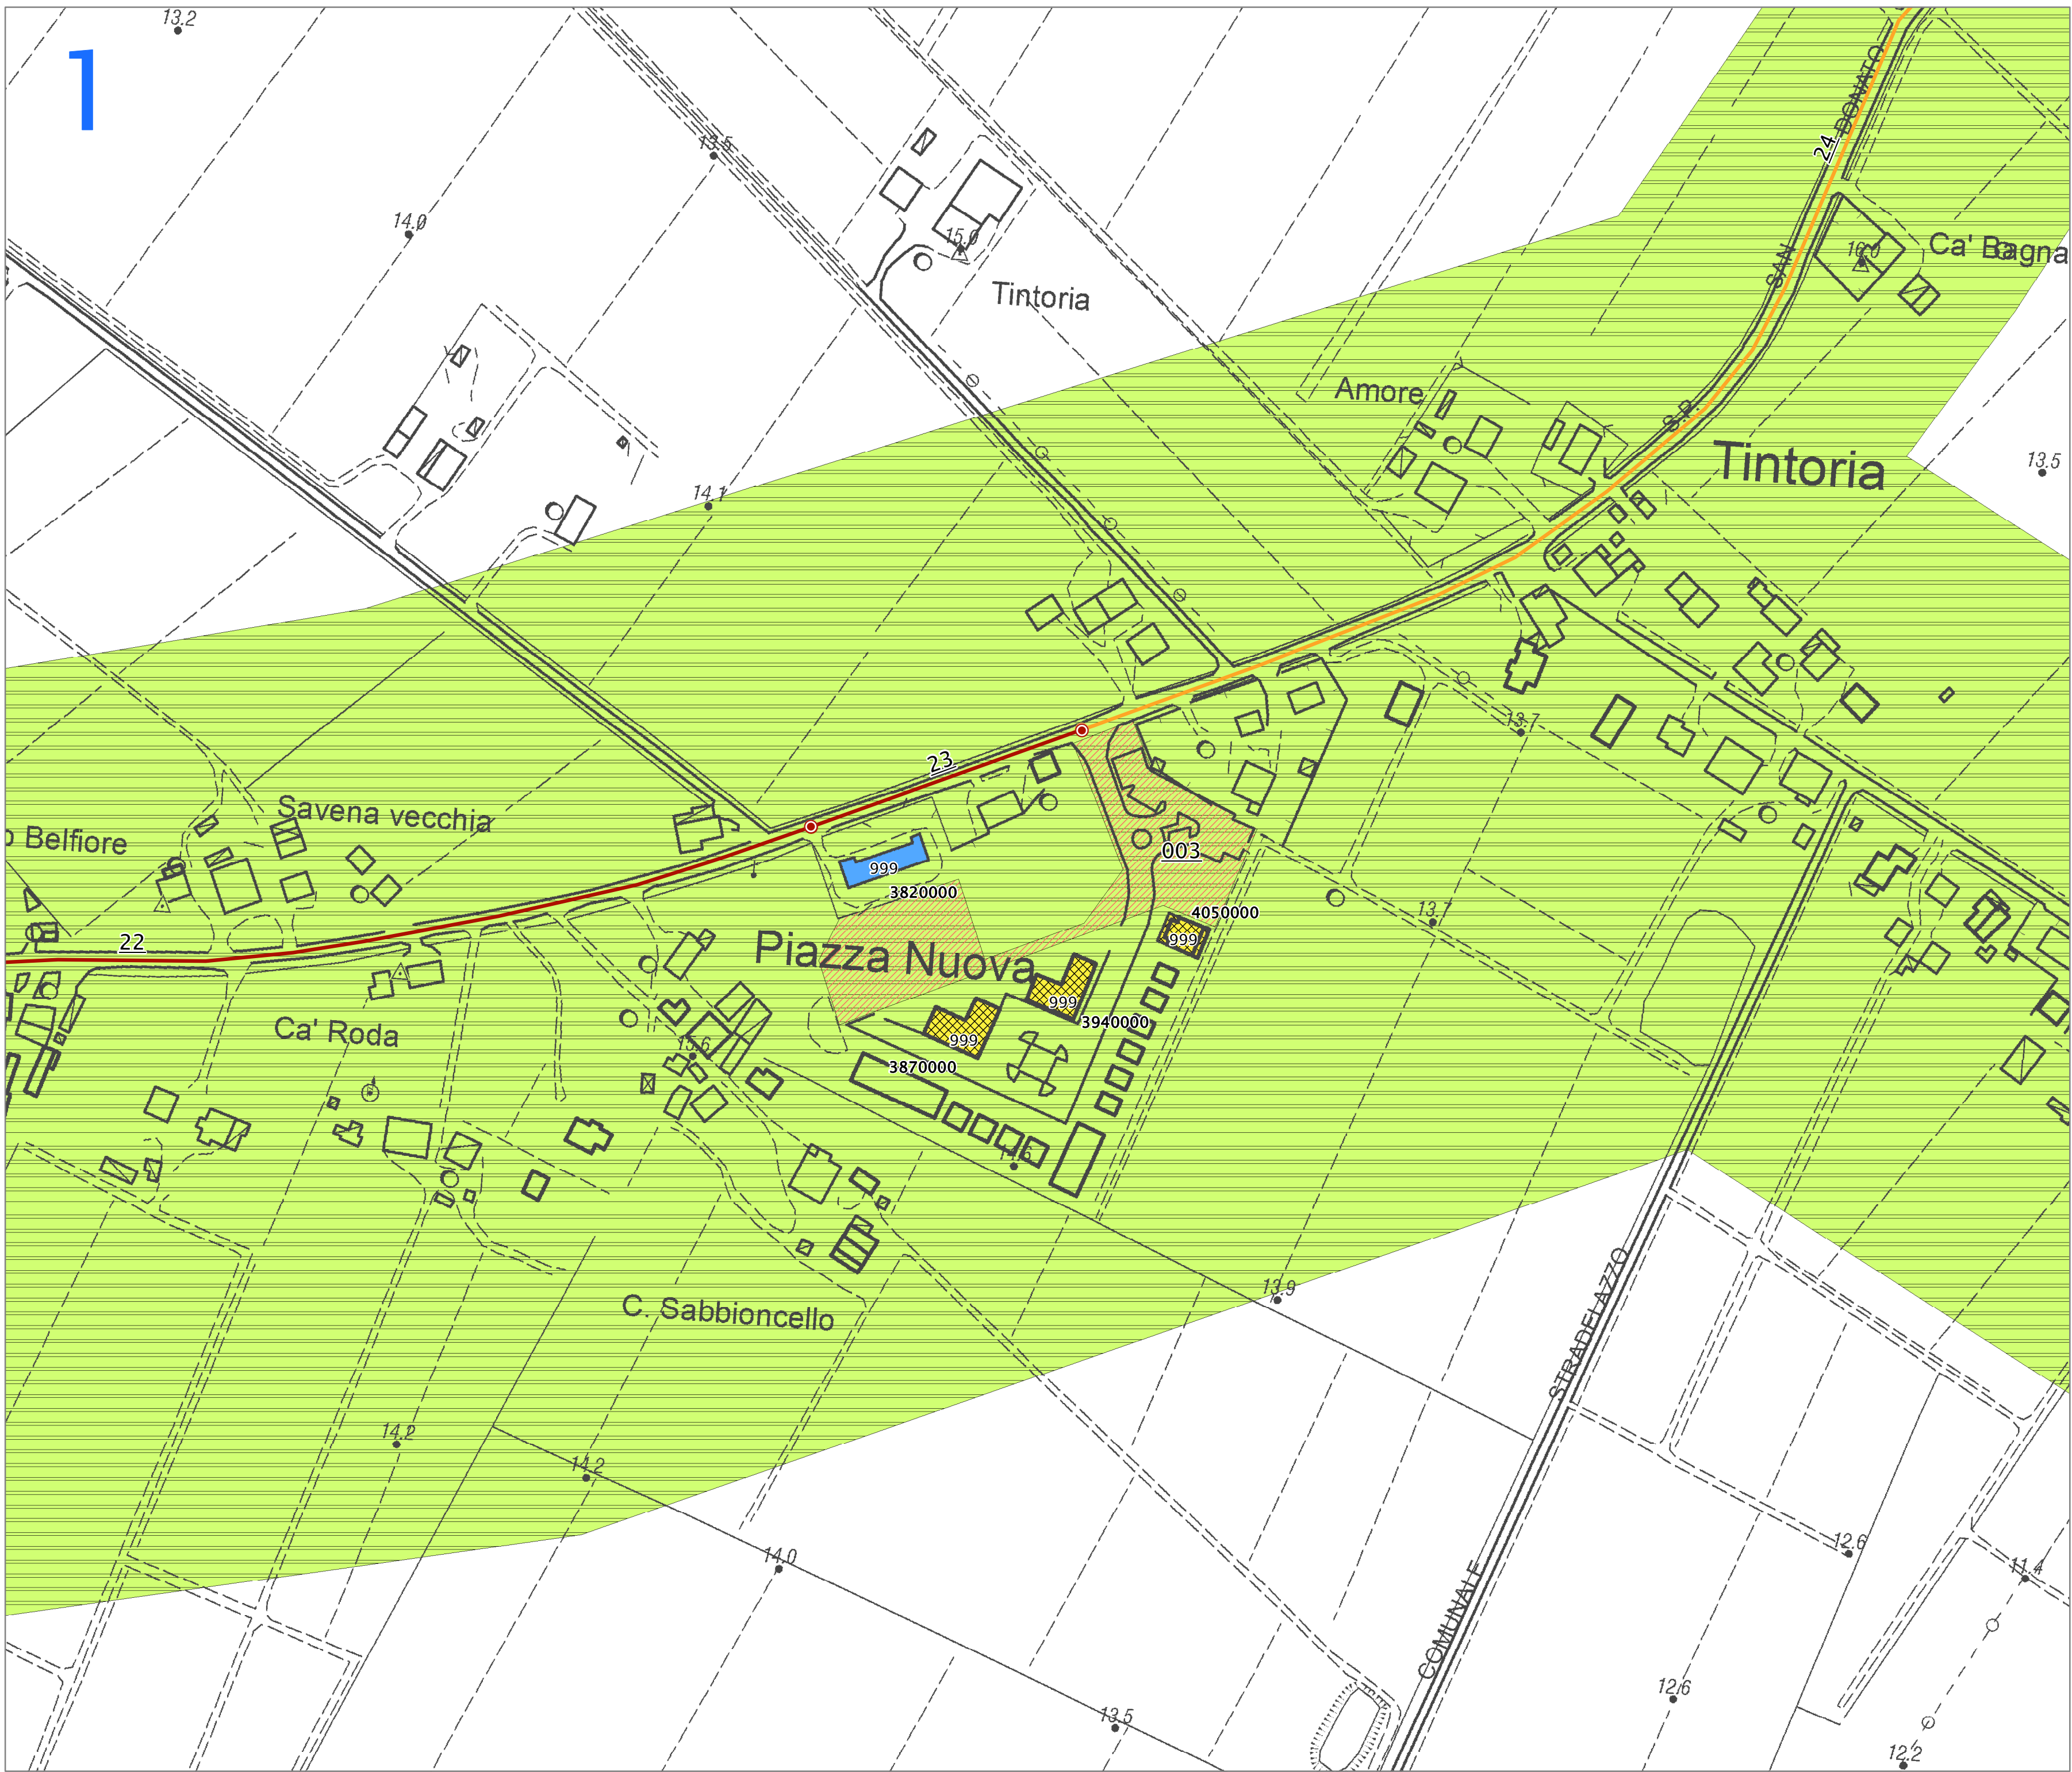 13.2
1
DONATO
24
13.5
14.0
15.0
SAN
16.0
Ca' Bagna
Tintoria
Amore
S.P.
Tintoria
13.5
14.1
13.7
23
Savena vecchia
o Belfiore
003
999
3820000
4050000
13.7
22
999
Piazza Nuova
999
3940000
Ca' Roda
999
15.6
3870000
14.6
13.9
C. Sabbioncello
STRADELAZZO
14.2
14.2
14.0
12.6
11.4
COMUNALE
12.6
13.5
12.2